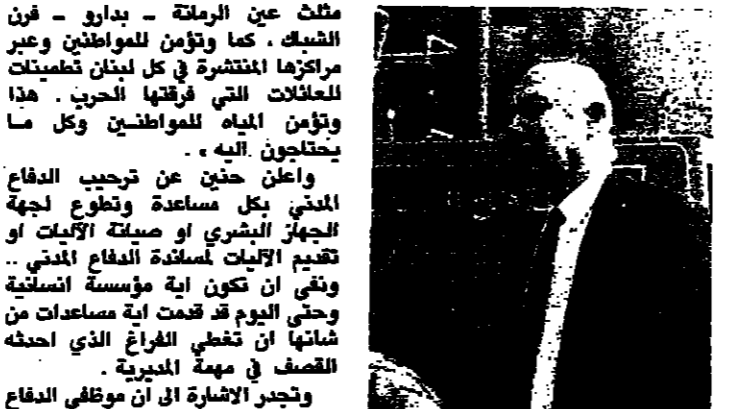 مثلث عين الرمانة ـ بدارو ـ فرن
الشباك ، كما وتؤمن للمواطنين وعبر
مراكزها المنتشرة في كل لبنان تطمينات
للعائلات التي فرقتها الحرب . هذا
وتؤمن المياه للمواطنين وكل ما
يحتاجون اليه » .
واعلن حنين عن ترحيب الدفاع
المدني بكل مساعدة وتطوع لجهة
الجهاز البشري او صيانة الآليات او
تقديم الآليات لمساندة الدفاع المدني ..
ونفى ان تكون اية مؤسسة انسانية
وحتى اليوم قد قدمت اية مساعدات من
شانها ان تغطي الفراغ الذي احدثه
القصف في مهمة المديرية .
وتجدر الاشارة الى ان موظفي الدفاع